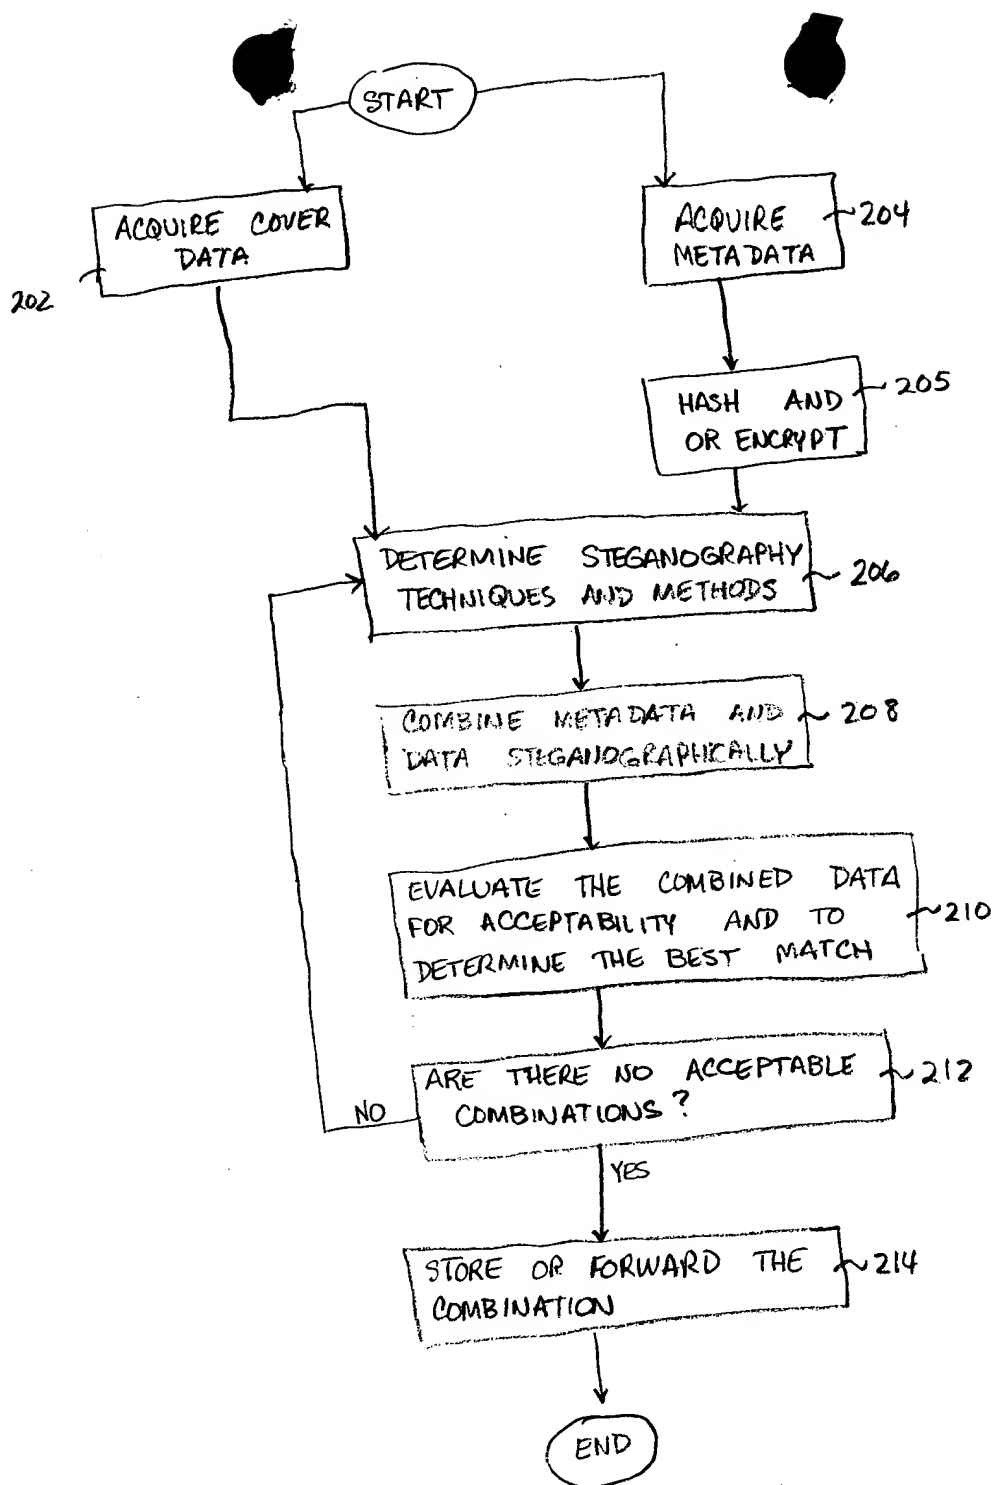 START
ACQUIRE COVER
DATA
202
ACQUIRE
METADATA
204
HASH AND
OR ENCRYPT
205
DETERMINE STEGANOGRAPHY
TECHNIQUES AND METHODS
206
COMBINE METADATA AND
DATA STEGANOGRAPHICALLY
208
EVALUATE THE COMBINED DATA
FOR ACCEPTABILITY AND TO
DETERMINE THE BEST MATCH
210
ARE THERE NO ACCEPTABLE
COMBINATIONS?
212
NO
YES
STORE OR FORWARD THE
COMBINATION
214
END